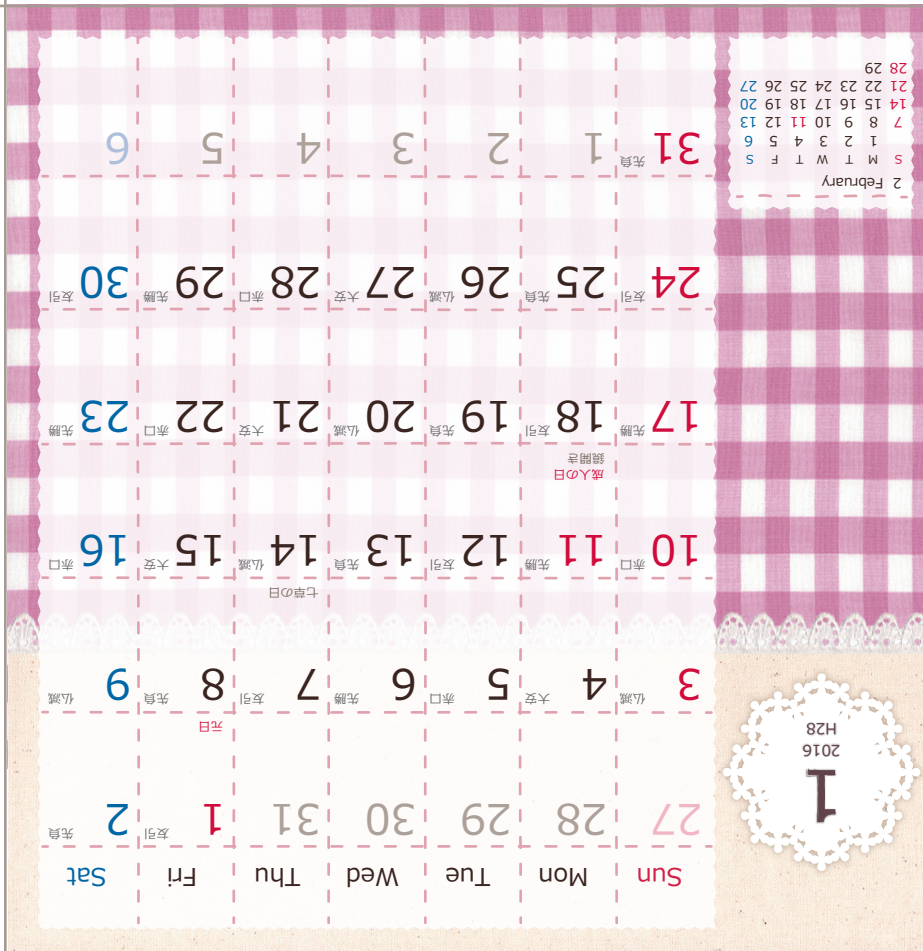 1
2016
H28
Sun Mon Tue Wed Thu Fri Sat
27 28 29 30 31 1 友引 2 先負
元日
3 仏滅 4 大安 5 赤口 6 先勝 7 友引 8 先負 9 仏滅
七草の日
10 赤口 11 先勝 12 友引 13 先負 14 仏滅 15 大安 16 赤口
成人の日
鏡開き
17 先勝 18 友引 19 先負 20 仏滅 21 大安 22 赤口 23 先勝
24 友引 25 先負 26 仏滅 27 大安 28 赤口 29 先勝 30 友引
31 先負 1 2 3 4 5 6
2 February
S M T W T F S
1 2 3 4 5 6
7 8 9 10 11 12 13
14 15 16 17 18 19 20
21 22 23 24 25 26 27
28 29